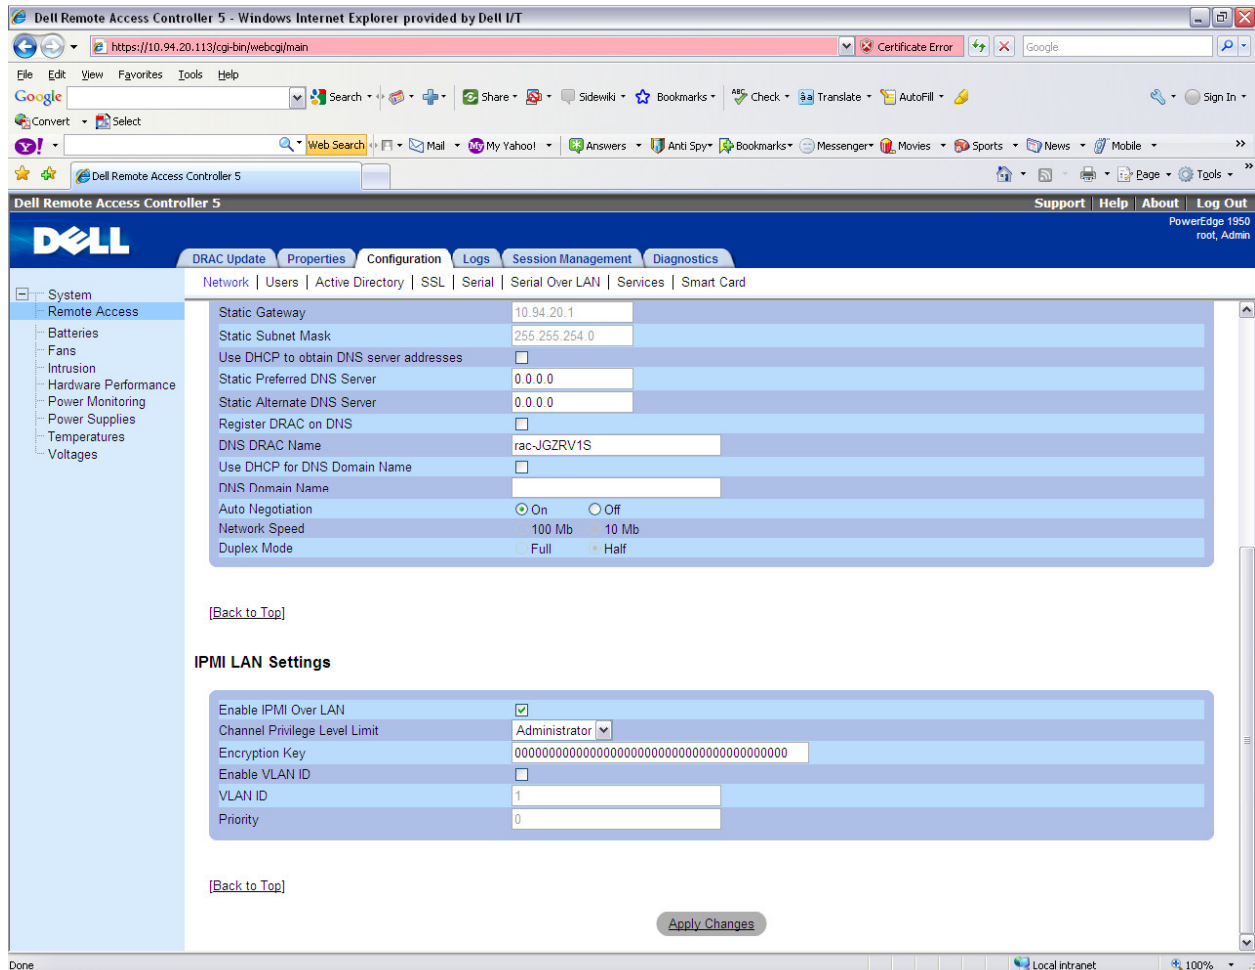 Dell Remote Access Controller 5 - Windows Internet Explorer provided by Dell I/T
https://10.94.20.113/cgi-bin/webcgi/main
Certificate Error
Google
File Edit View Favorites Tools Help
Google Search Share Sidewiki Bookmarks Check Translate AutoFill Sign In
Convert Select
Y! Web Search Mail My Yahoo! Answers Anti Spy Bookmarks Messenger Movies Sports News Mobile
Dell Remote Access Controller 5 Page Tools
Dell Remote Access Controller 5 Support | Help | About | Log Out
PowerEdge 1950
root, Admin
DELL
DRAC Update Properties Configuration Logs Session Management Diagnostics
Network | Users | Active Directory | SSL | Serial | Serial Over LAN | Services | Smart Card
System
Remote Access
Batteries
Fans
Intrusion
Hardware Performance
Power Monitoring
Power Supplies
Temperatures
Voltages
Static Gateway 10.94.20.1
Static Subnet Mask 255.255.254.0
Use DHCP to obtain DNS server addresses
Static Preferred DNS Server 0.0.0.0
Static Alternate DNS Server 0.0.0.0
Register DRAC on DNS
DNS DRAC Name rac-JGZRV1S
Use DHCP for DNS Domain Name
DNS Domain Name
Auto Negotiation On Off
Network Speed 100 Mb 10 Mb
Duplex Mode Full Half
[Back to Top]
IPMI LAN Settings
Enable IPMI Over LAN
Channel Privilege Level Limit Administrator
Encryption Key 0000000000000000000000000000000000000000
Enable VLAN ID
VLAN ID 1
Priority 0
[Back to Top]
Apply Changes
Done Local intranet 100%